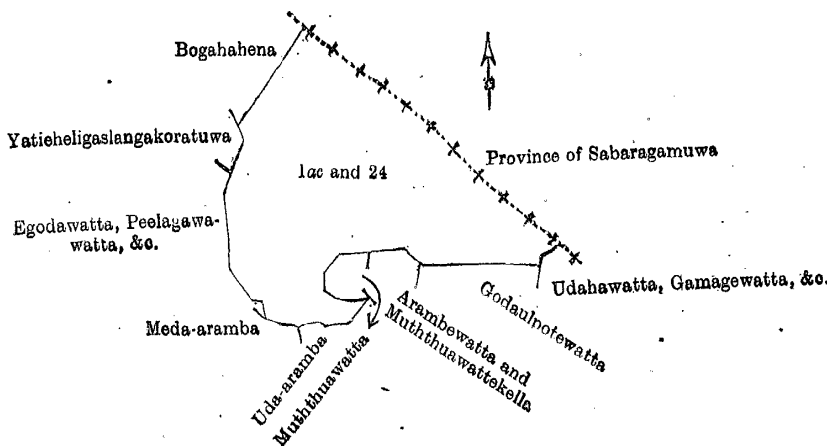 Bogahahena
Yatieheligaslangakoratuwa
1ac and 24
Province of Sabaragamuwa
Egodawatta, Peelagawa-
watta, &c.
Udahawatta, Gamagewatta, &c.
Godaulpotewatta
Arambewatta and
Muththuawattekella
Meda-aramba
Uda-aramba
Muththuawatta